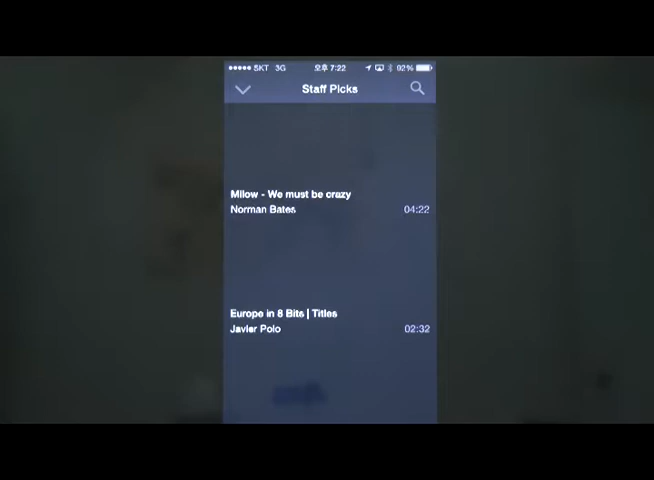 SKT 3G 오후 7:22 92%
Staff Picks
Milow - We must be crazy
Norman Bates 04:22
Europe in 8 Bits | Titles
Javier Polo 02:32